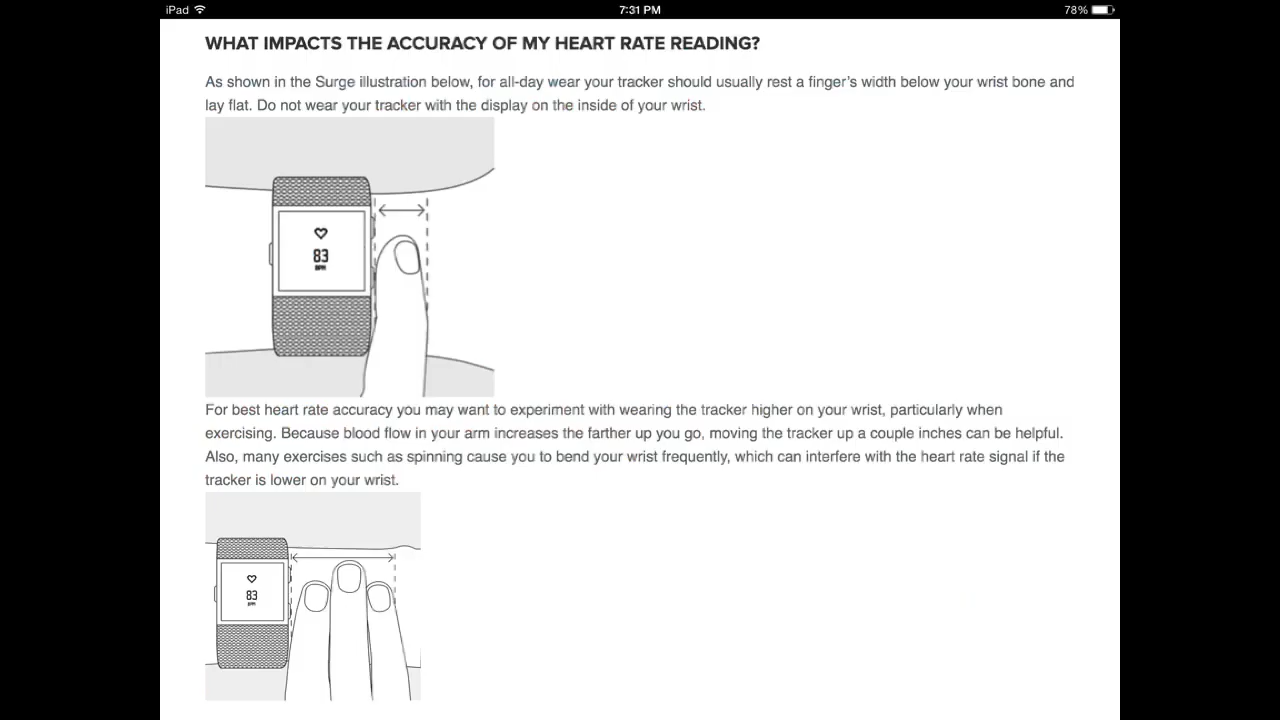 iPad 7:31 PM 78%
WHAT IMPACTS THE ACCURACY OF MY HEART RATE READING?
As shown in the Surge illustration below, for all-day wear your tracker should usually rest a finger's width below your wrist bone and
lay flat. Do not wear your tracker with the display on the inside of your wrist.
83
BPM
For best heart rate accuracy you may want to experiment with wearing the tracker higher on your wrist, particularly when
exercising. Because blood flow in your arm increases the farther up you go, moving the tracker up a couple inches can be helpful.
Also, many exercises such as spinning cause you to bend your wrist frequently, which can interfere with the heart rate signal if the
tracker is lower on your wrist.
83
BPM